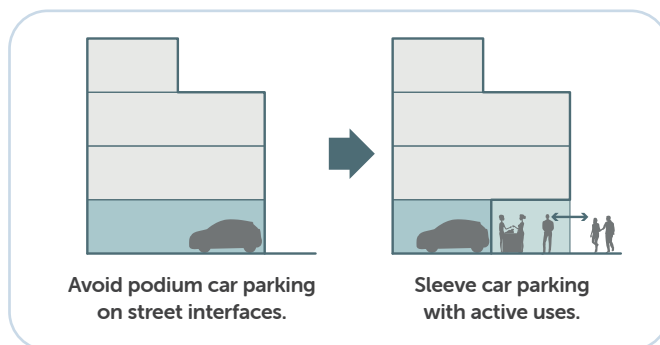 Avoid podium car parking
on street interfaces.
Sleeve car parking
with active uses.